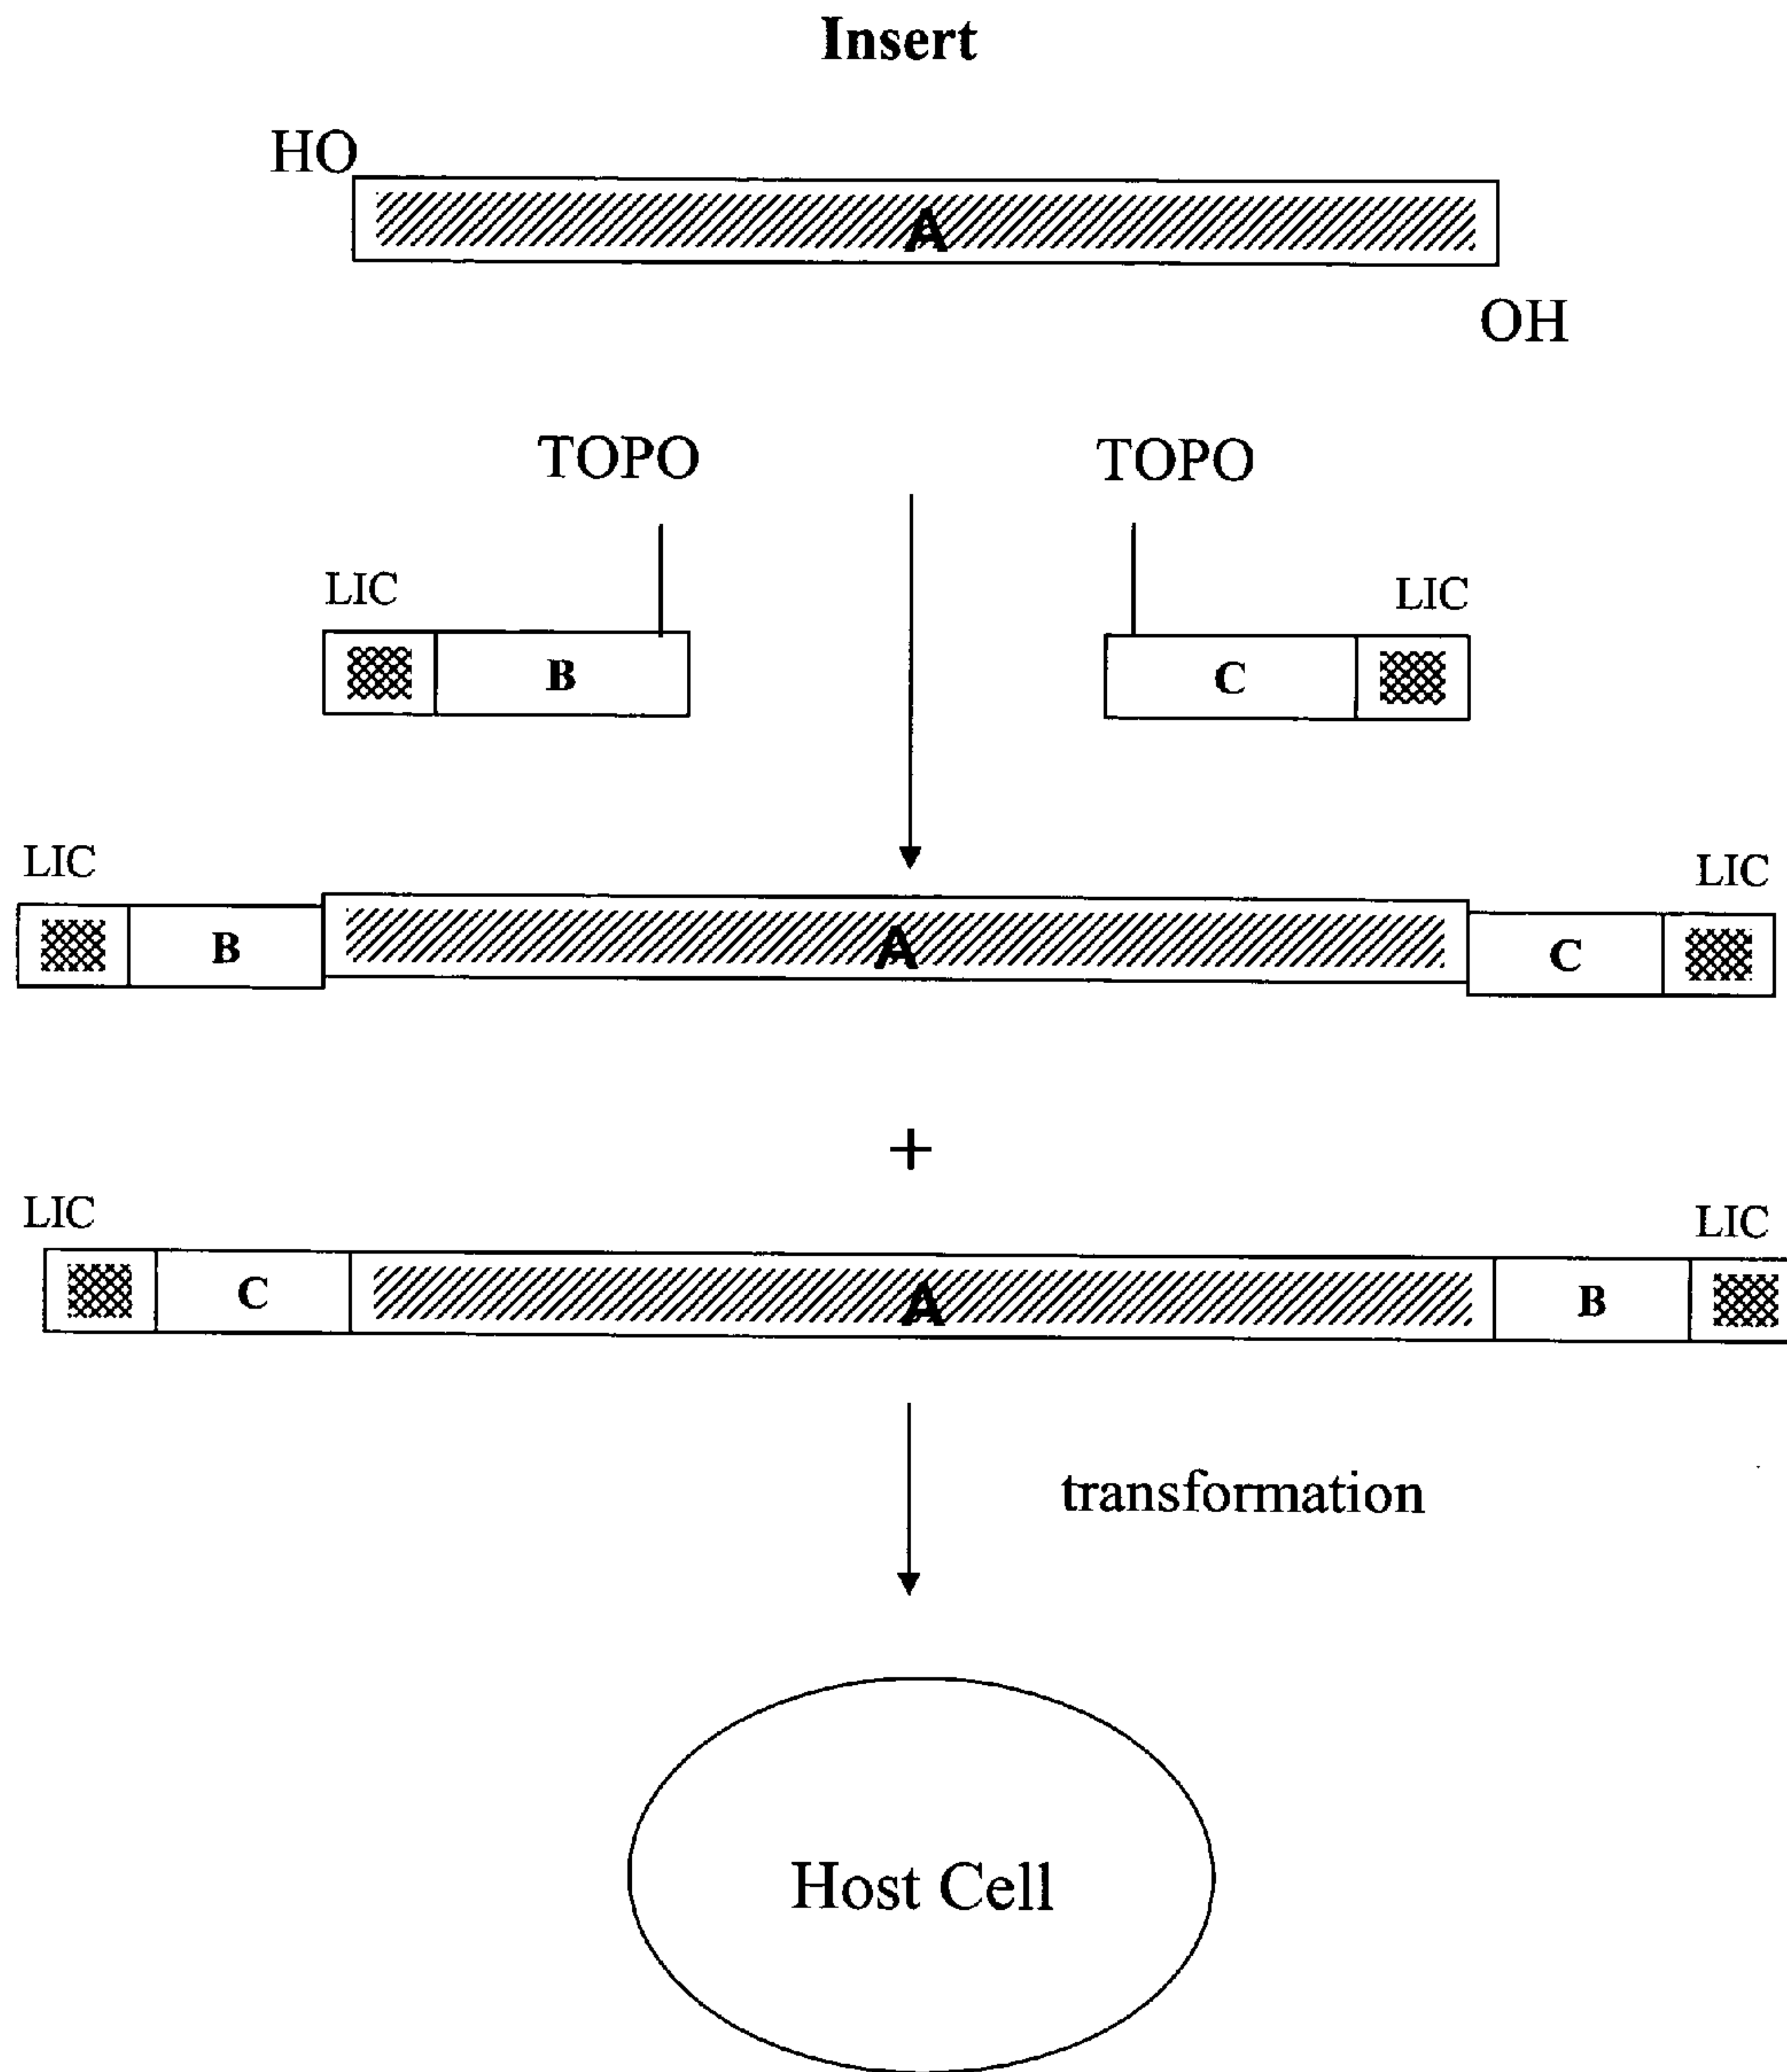 Insert
HO
A
OH
TOPO TOPO
LIC LIC
B C
LIC LIC
B A C
+
LIC LIC
C A B
transformation
Host Cell